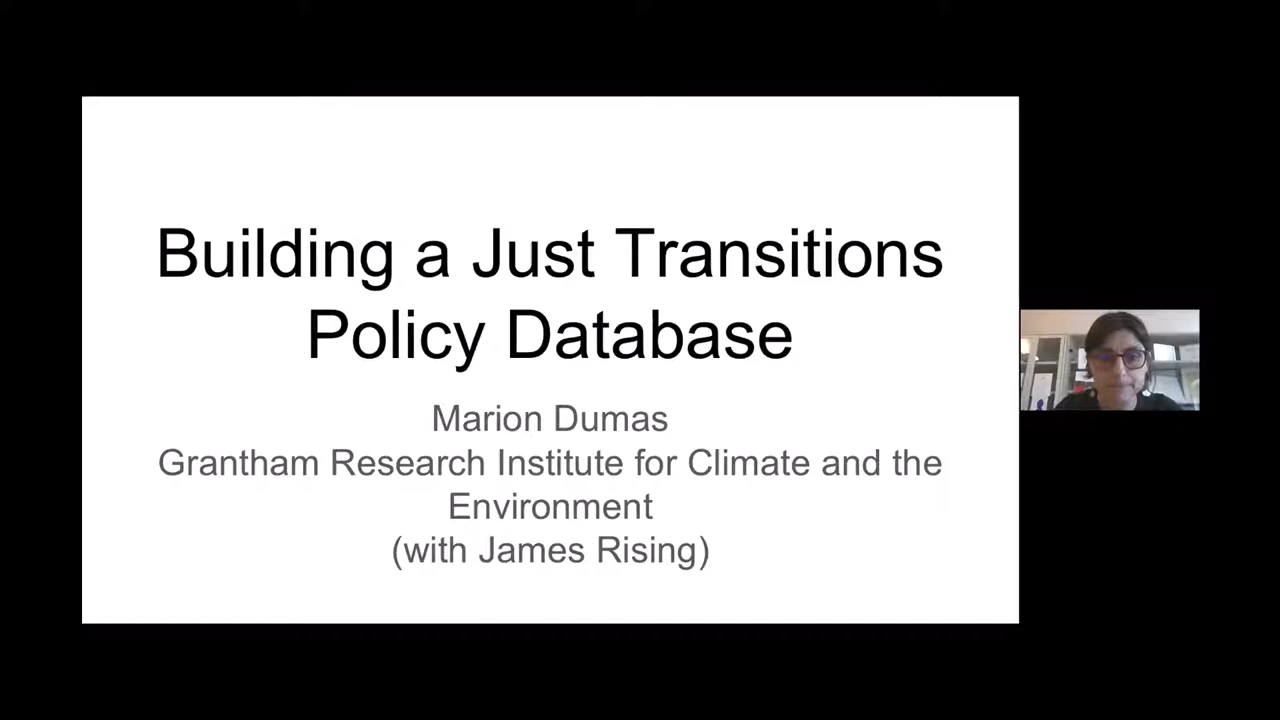 Building a Just Transitions
Policy Database
Marion Dumas
Grantham Research Institute for Climate and the
Environment
(with James Rising)